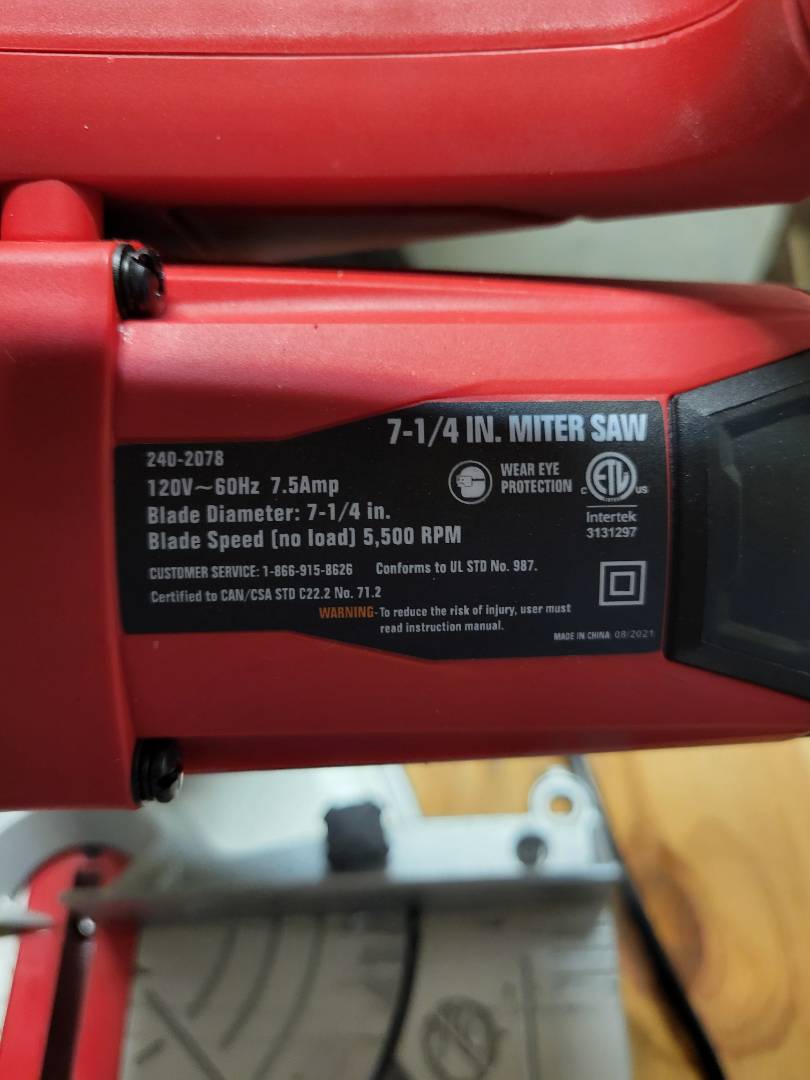 7-1/4 IN. MITER SAW
240-2078
120V~60Hz 7.5Amp
Blade Diameter: 7-1/4 in.
Blade Speed (no load) 5,500 RPM
WEAR EYE
PROTECTION
ETL
C US
Intertek
3131297
CUSTOMER SERVICE: 1-866-915-8626 Conforms to UL STD No. 987.
Certified to CAN/CSA STD C22.2 No. 71.2
WARNING-To reduce the risk of injury, user must
read instruction manual.
MADE IN CHINA 08/2021